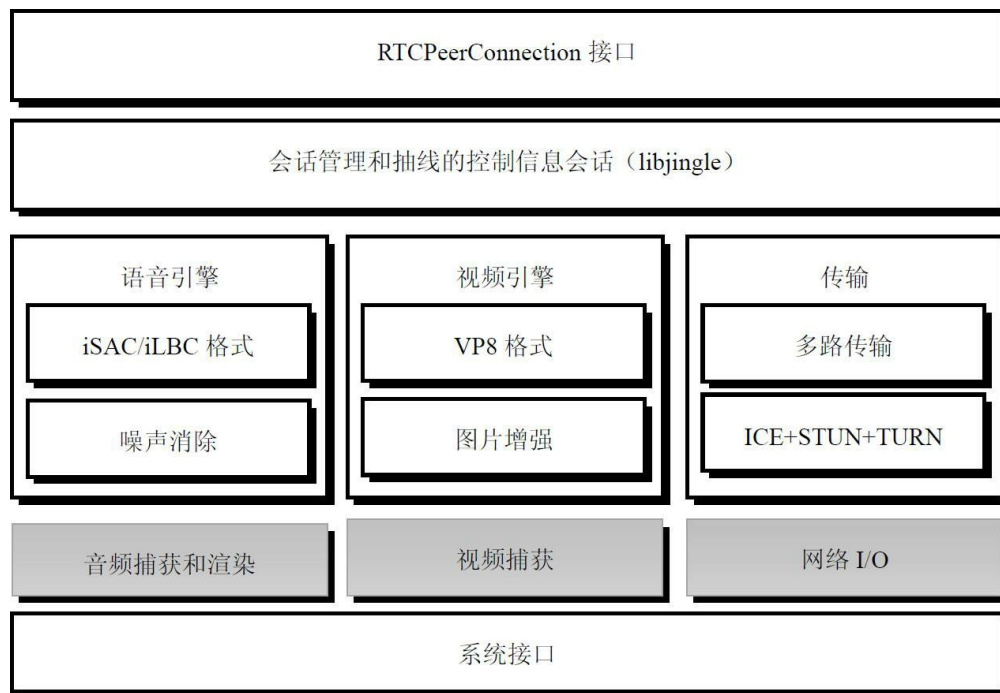 RTCPeerConnection 接口
会话管理和抽线的控制信息会话（libjingle）
语音引擎
iSAC/iLBC 格式
噪声消除
视频引擎
VP8 格式
图片增强
传输
多路传输
ICE+STUN+TURN
音频捕获和渲染
视频捕获
网络 I/O
系统接口